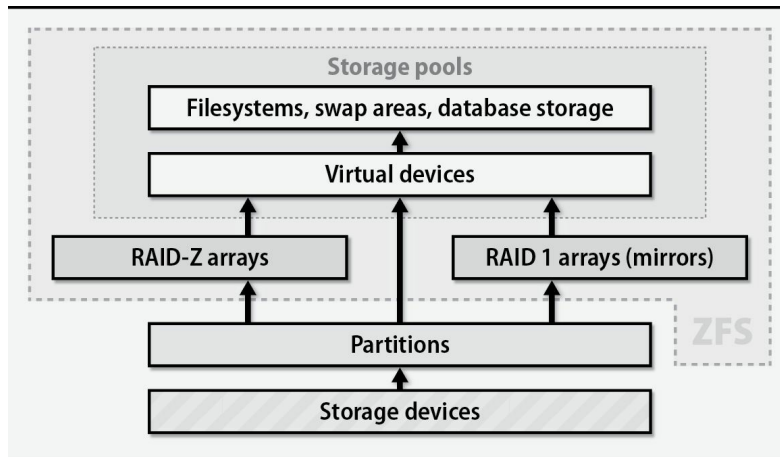 Storage pools
Filesystems, swap areas, database storage
Virtual devices
RAID-Z arrays
RAID 1 arrays (mirrors)
ZFS
Partitions
Storage devices